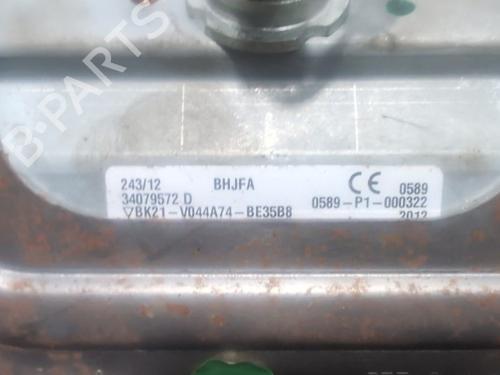 B-PARTS
243/12 BHJFA CE 0589
34079572 D 0589-P1-000322
▽BK21-V044A74-BE35B8 2012